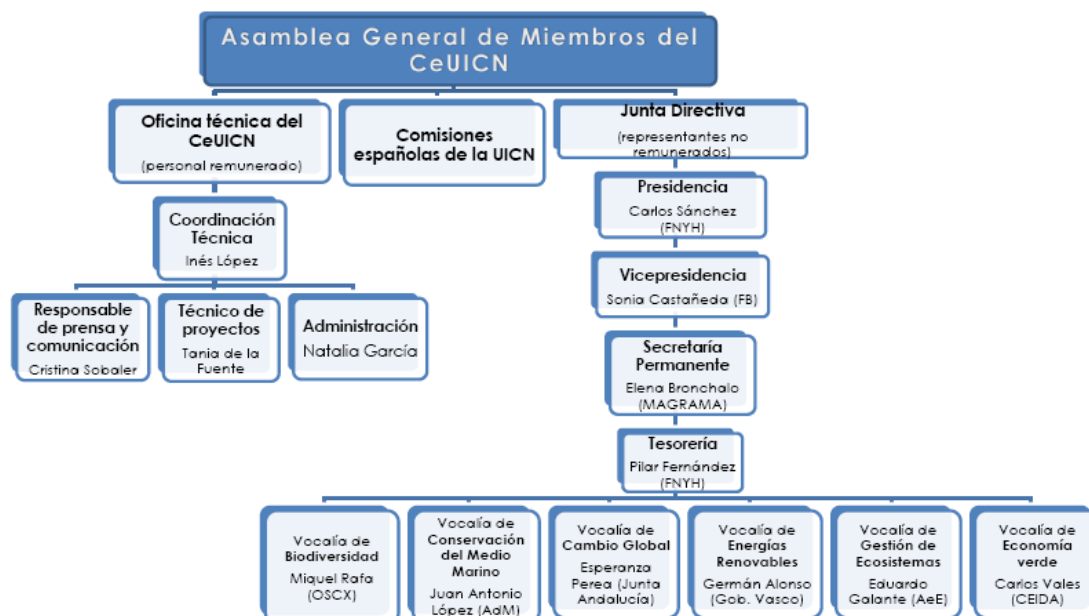 Asamblea General de Miembros del
CeUICN
Oficina técnica del
CeUICN
(personal remunerado)
Comisiones
españolas de la UICN
Junta Directiva
(representantes no
remunerados)
Coordinación
Técnica
Inés López
Responsable
de prensa y
comunicación
Cristina Sobaler
Técnico de
proyectos
Tania de la
Fuente
Administración
Natalia García
Presidencia
Carlos Sánchez
(FNYH)
Vicepresidencia
Sonia Castañeda (FB)
Secretaría
Permanente
Elena Bronchalo
(MAGRAMA)
Tesorería
Pilar Fernández
(FNYH)
Vocalía de
Biodiversidad
Miquel Rafa
(OSCX)
Vocalía de
Conservación
del Medio
Marino
Juan Antonio
López (AdM)
Vocalía de
Cambio Global
Esperanza
Perea (Junta
Andalucía)
Vocalía de
Energías
Renovables
Germán Alonso
(Gob. Vasco)
Vocalía de
Gestión de
Ecosistemas
Eduardo
Galante (AeE)
Vocalía de
Economía
verde
Carlos Vales
(CEIDA)